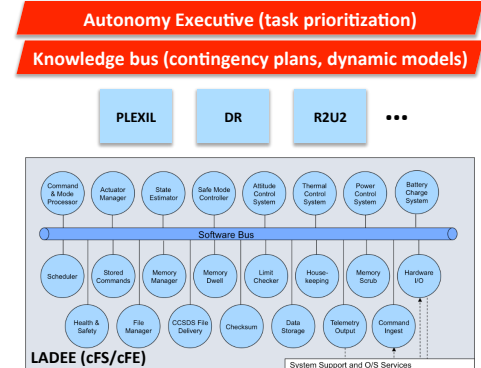 Autonomy Executive (task prioritization)
Knowledge bus (contingency plans, dynamic models)
PLEXIL
DR
R2U2
•••
Command
& Mode
Processor
Actuator
Manager
State
Estimator
Safe Mode
Controller
Attitude
Control
System
Thermal
Control
System
Power
Control
System
Battery
Charge
System
Software Bus
Scheduler
Stored
Commands
Memory
Manager
Memory
Dwell
Limit
Checker
House-
keeping
Memory
Scrub
Hardware
I/O
Health &
Safety
File
Manager
CCSDS File
Delivery
Checksum
Data
Storage
Telemetry
Output
Command
Ingest
LADEE (cFS/cFE)
System Support and O/S Services